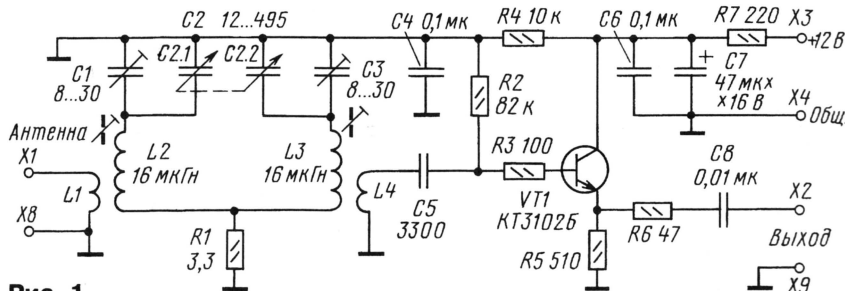 C2 12...495
C2.1
C2.2
C1
8...30
C3
8...30
C4 0,1 мк
R4 10 к
C6 0,1 мк
R7 220
X3
+12 В
+
C7
47 мк×
×16 В
X4
Общ.
R2
82 к
Антенна
X1
L1
X8
L2
16 мкГн
L3
16 мкГн
L4
R1
3,3
C5
3300
R3 100
VT1
КТ3102Б
R5 510
R6 47
C8
0,01 мк
X2
Выход
X9
Рис. 1